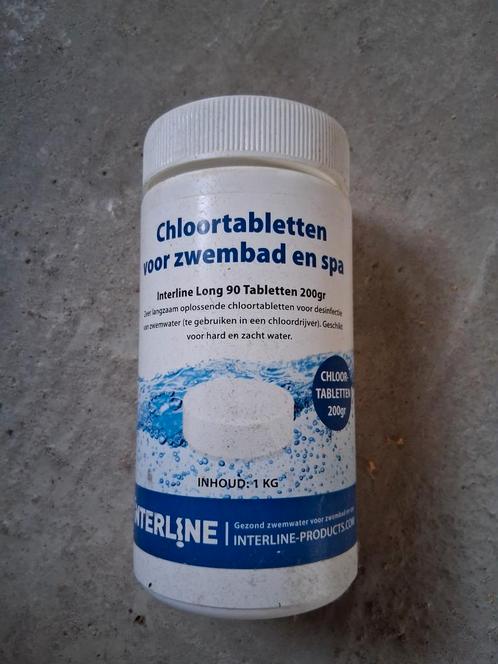 Chloortabletten
voor zwembad en spa
Interline Long 90 Tabletten 200gr
Zeer langzaam oplossende chloortabletten voor desinfectie
van zwemwater (te gebruiken in een chloordrijver). Geschikt
voor hard en zacht water.
CHLOOR-
TABLETTEN
200gr
INHOUD: 1 KG
INTERLINE
Gezond zwemwater voor zwembad en spa
INTERLINE-PRODUCTS.COM